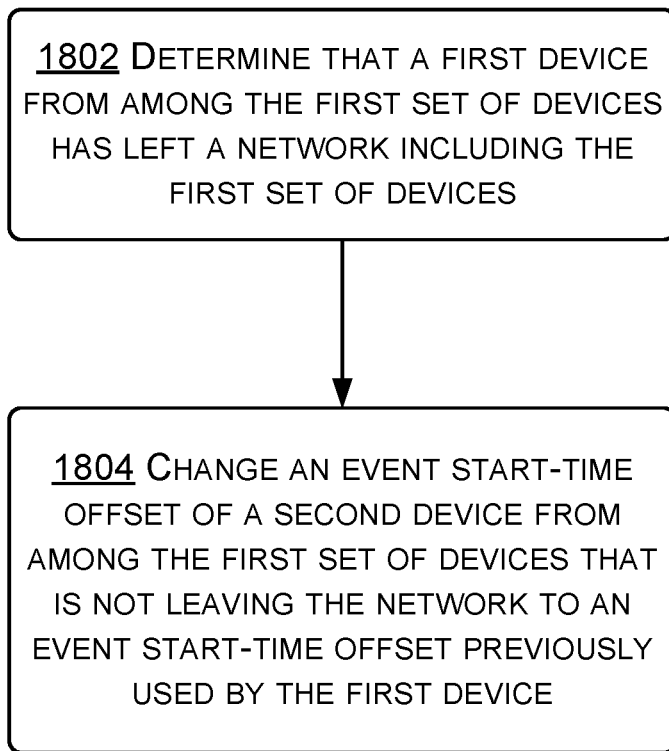 1802 DETERMINE THAT A FIRST DEVICE
FROM AMONG THE FIRST SET OF DEVICES
HAS LEFT A NETWORK INCLUDING THE
FIRST SET OF DEVICES
1804 CHANGE AN EVENT START-TIME
OFFSET OF A SECOND DEVICE FROM
AMONG THE FIRST SET OF DEVICES THAT
IS NOT LEAVING THE NETWORK TO AN
EVENT START-TIME OFFSET PREVIOUSLY
USED BY THE FIRST DEVICE